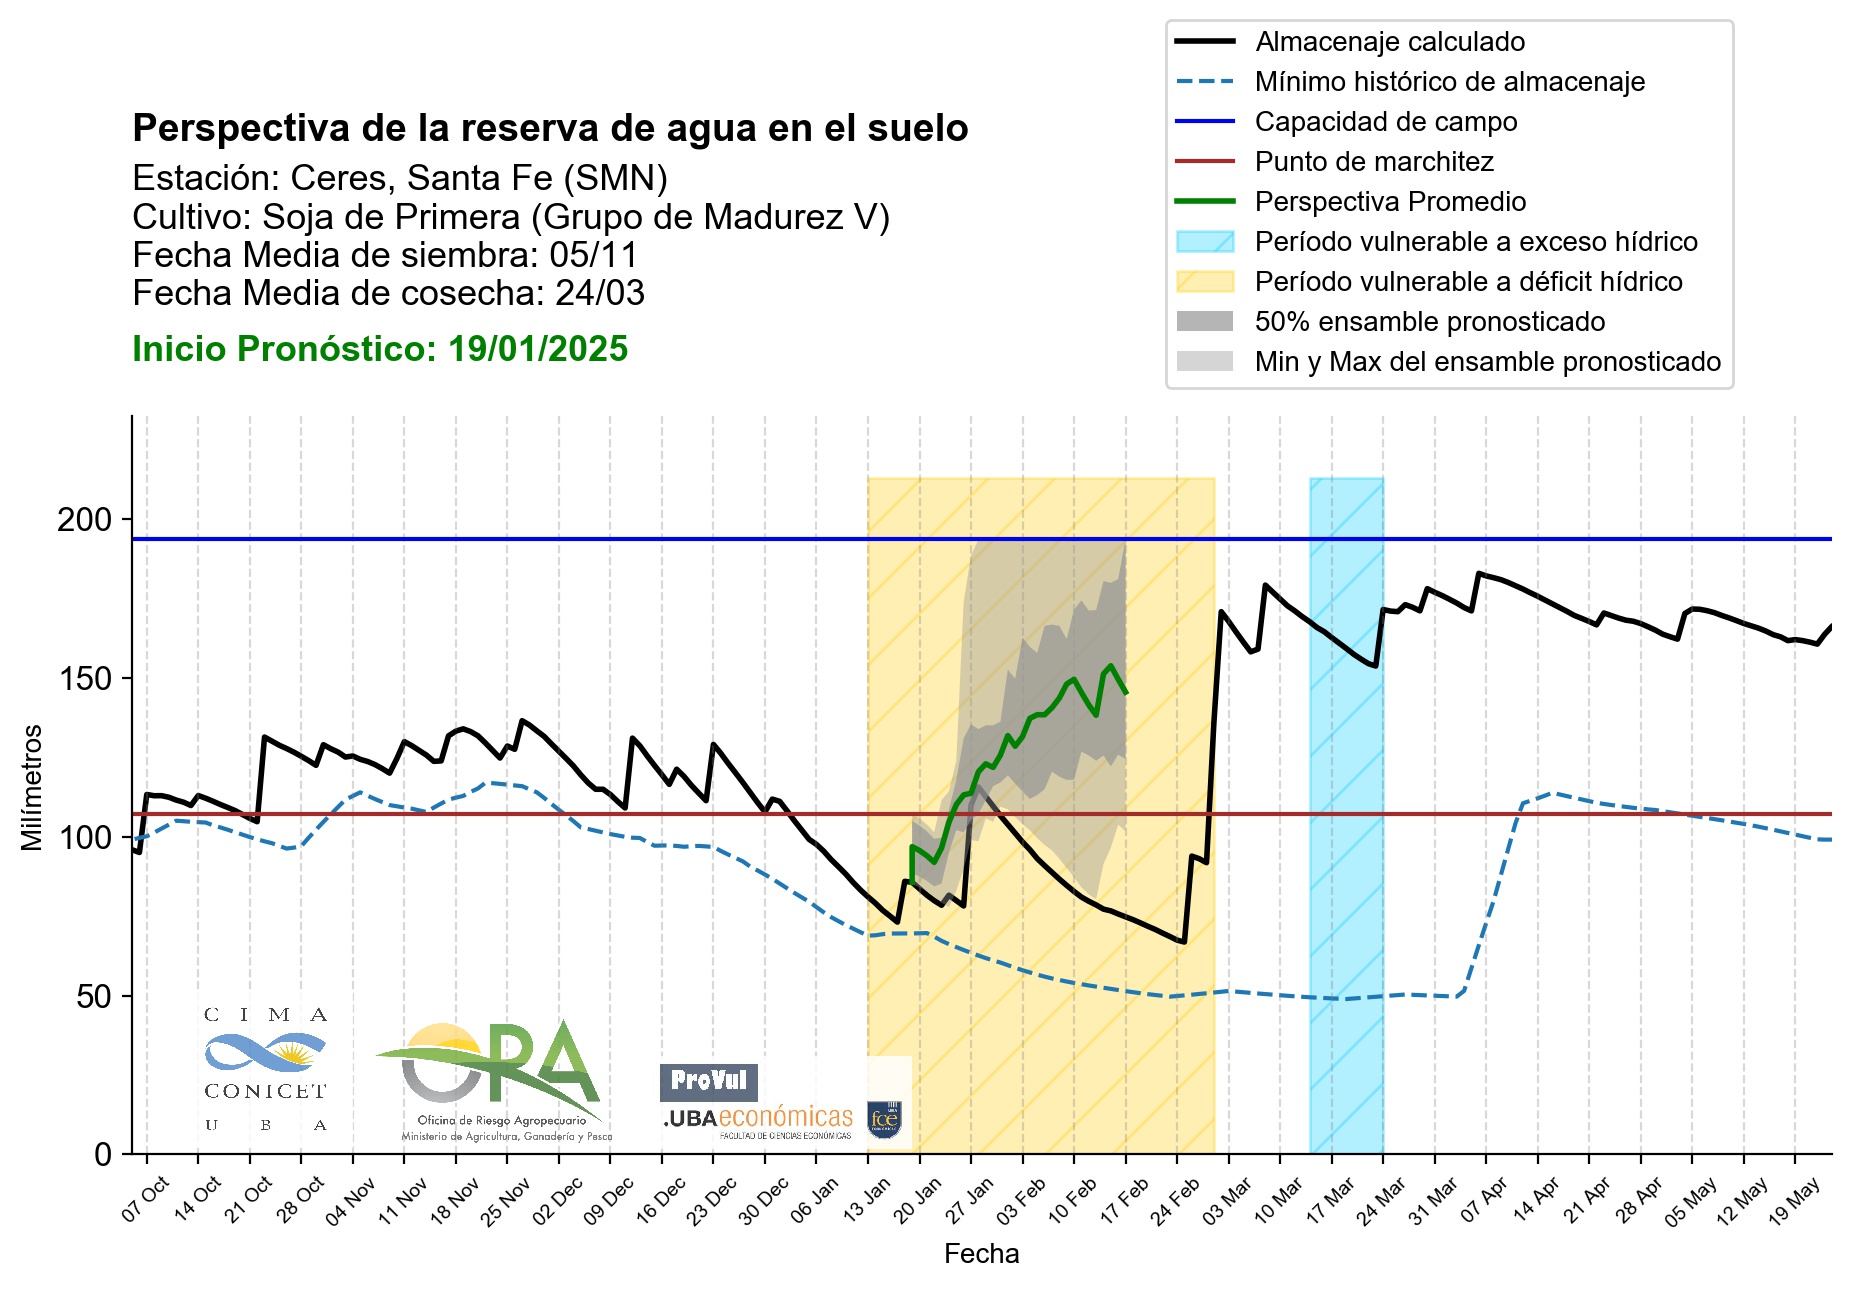 Almacenaje calculado
Mínimo histórico de almacenaje
Capacidad de campo
Punto de marchitez
Perspectiva Promedio
Período vulnerable a exceso hídrico
Período vulnerable a déficit hídrico
50% ensamble pronosticado
Min y Max del ensamble pronosticado
Perspectiva de la reserva de agua en el suelo
Estación: Ceres, Santa Fe (SMN)
Cultivo: Soja de Primera (Grupo de Madurez V)
Fecha Media de siembra: 05/11
Fecha Media de cosecha: 24/03
Inicio Pronóstico: 19/01/2025
200
150
100
50
0
Milímetros
CIMA
CONICET
UBA
ORA
Oficina de Riesgo Agropecuario
Ministerio de Agricultura, Ganadería y Pesca
ProVul
.UBAeconómicas
FACULTAD DE CIENCIAS ECONÓMICAS
UBA
fce
ECONÓMICAS
07 Oct
14 Oct
21 Oct
28 Oct
04 Nov
11 Nov
18 Nov
25 Nov
02 Dec
09 Dec
16 Dec
23 Dec
30 Dec
06 Jan
13 Jan
20 Jan
27 Jan
03 Feb
10 Feb
17 Feb
24 Feb
03 Mar
10 Mar
17 Mar
24 Mar
31 Mar
07 Apr
14 Apr
21 Apr
28 Apr
05 May
12 May
19 May
Fecha